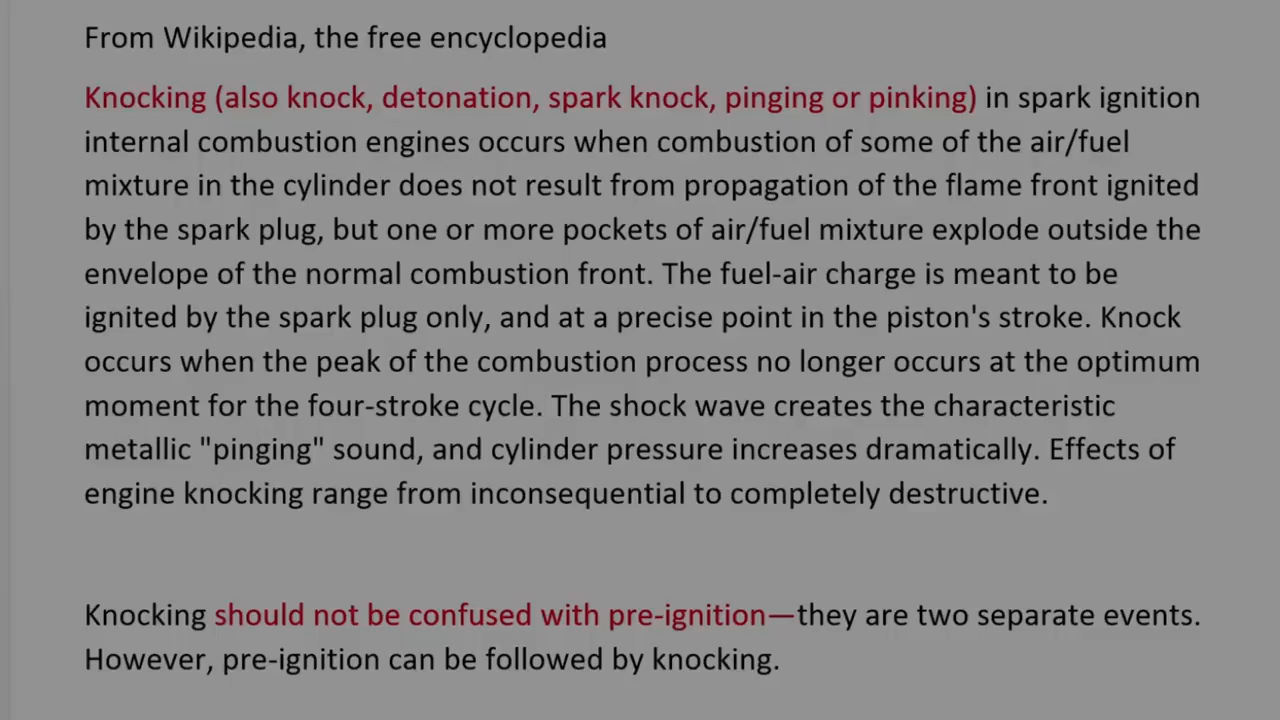 From Wikipedia, the free encyclopedia
Knocking (also knock, detonation, spark knock, pinging or pinking) in spark ignition
internal combustion engines occurs when combustion of some of the air/fuel
mixture in the cylinder does not result from propagation of the flame front ignited
by the spark plug, but one or more pockets of air/fuel mixture explode outside the
envelope of the normal combustion front. The fuel-air charge is meant to be
ignited by the spark plug only, and at a precise point in the piston's stroke. Knock
occurs when the peak of the combustion process no longer occurs at the optimum
moment for the four-stroke cycle. The shock wave creates the characteristic
metallic "pinging" sound, and cylinder pressure increases dramatically. Effects of
engine knocking range from inconsequential to completely destructive.
Knocking should not be confused with pre-ignition—they are two separate events.
However, pre-ignition can be followed by knocking.